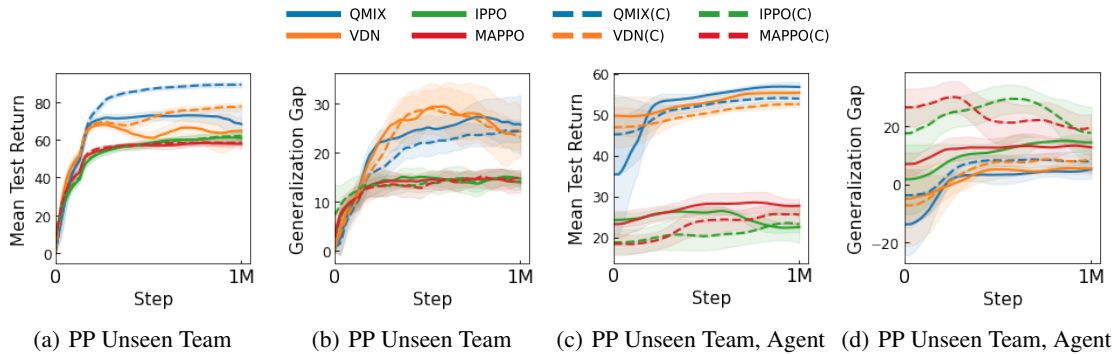 QMIX IPPO QMIX(C) IPPO(C)
VDN MAPPO VDN(C) MAPPO(C)
Mean Test Return
80
60
40
20
0
0 1M
Step
(a) PP Unseen Team
Generalization Gap
30
20
10
0
0 1M
Step
(b) PP Unseen Team
Mean Test Return
60
50
40
30
20
0 1M
Step
(c) PP Unseen Team, Agent
Generalization Gap
20
0
−20
0 1M
Step
(d) PP Unseen Team, Agent